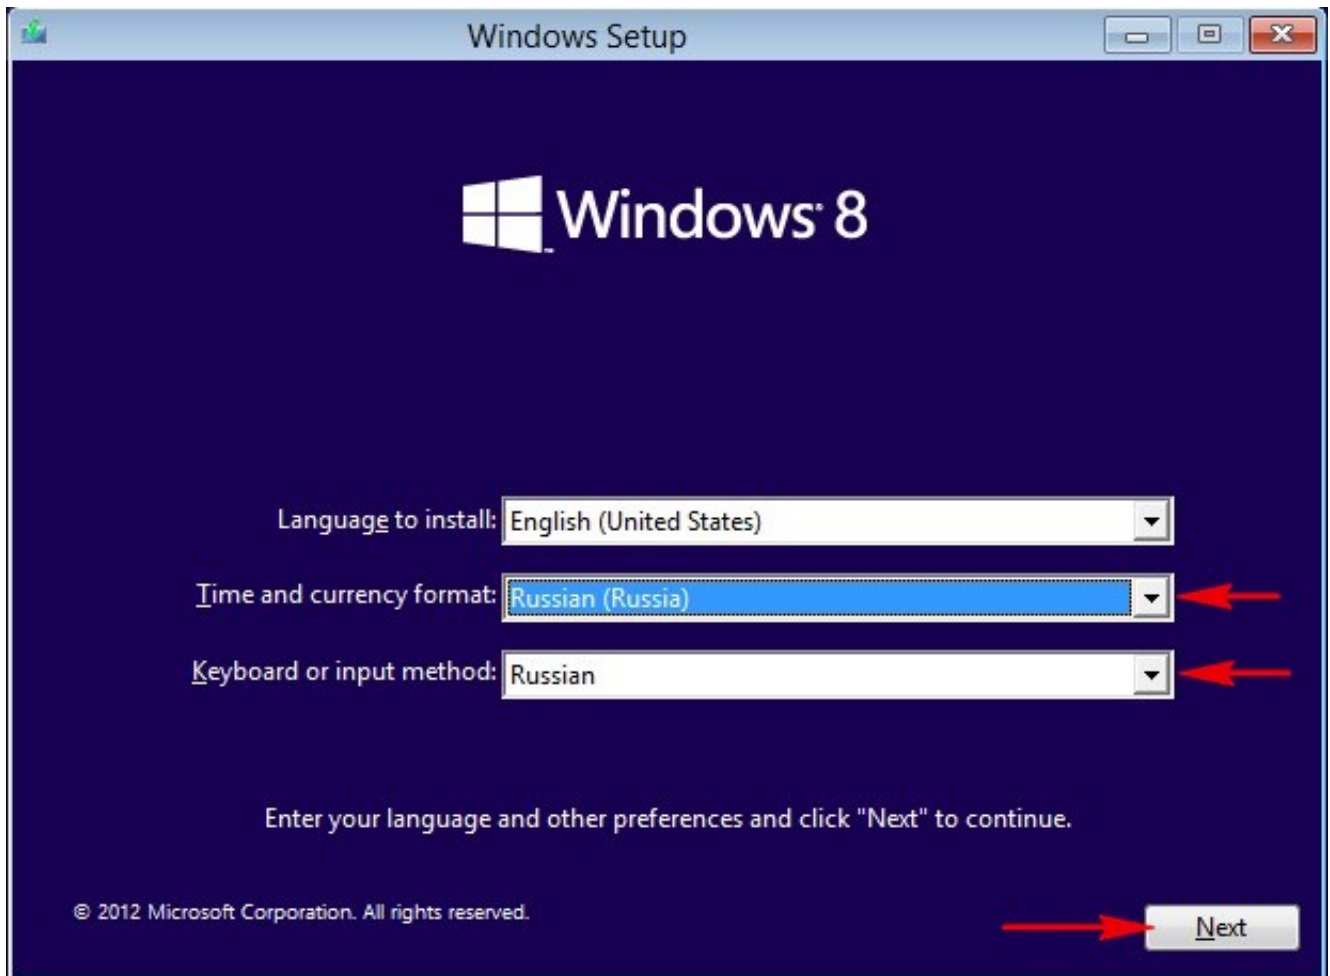 Windows Setup
Windows 8
Language to install: English (United States)
Time and currency format: Russian (Russia)
Keyboard or input method: Russian
Enter your language and other preferences and click "Next" to continue.
© 2012 Microsoft Corporation. All rights reserved.
Next